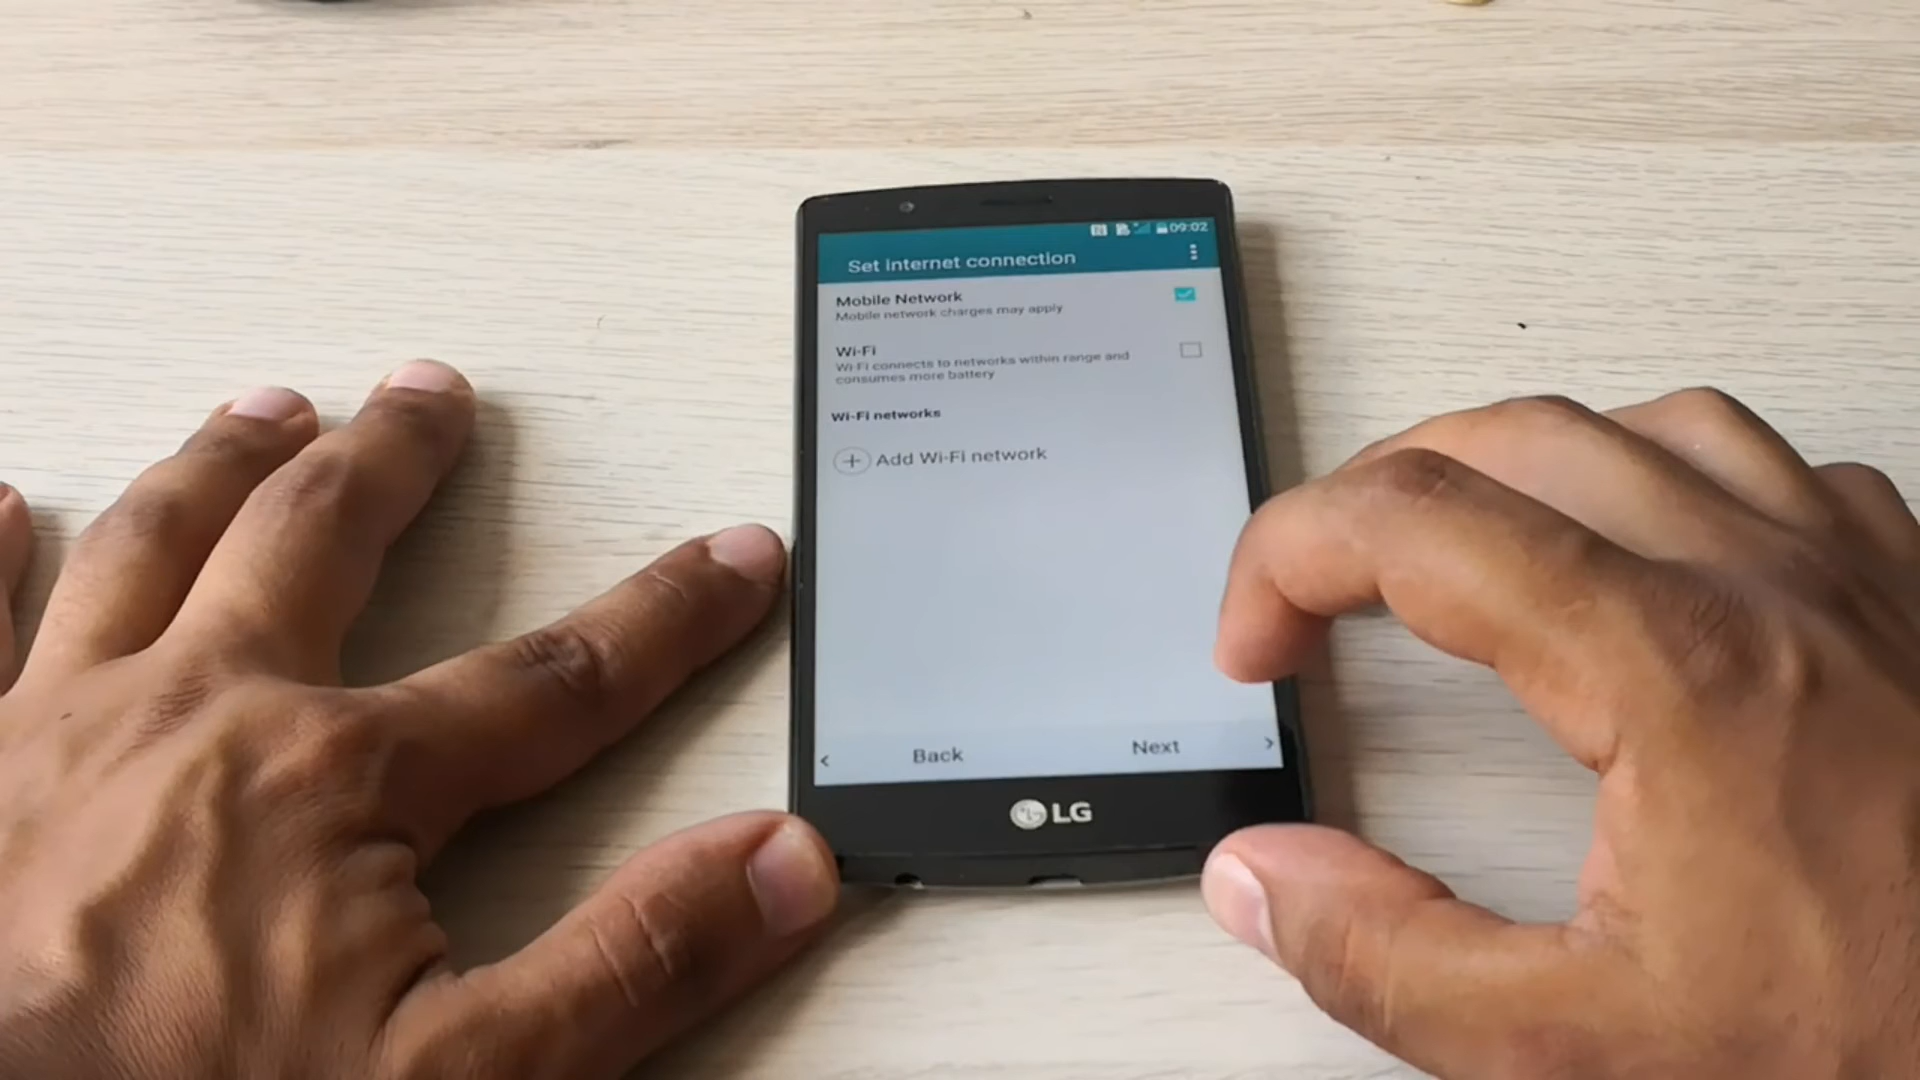 09:02
Set internet connection
Mobile Network
Mobile network charges may apply
Wi-Fi
Wi-Fi connects to networks within range and
consumes more battery
Wi-Fi networks
Add Wi-Fi network
Back
Next
LG